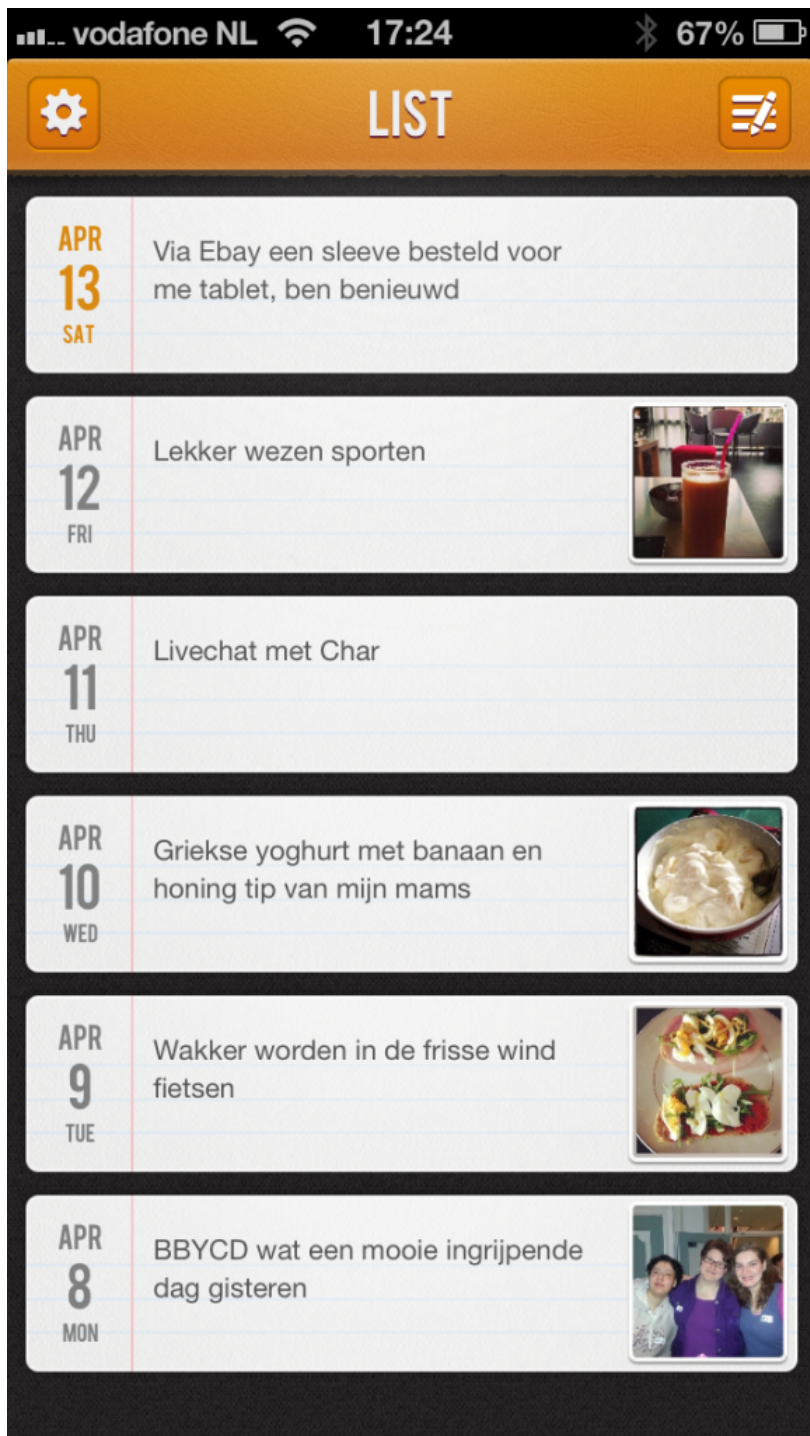 vodafone NL 17:24 67%
LIST
APR
13
SAT
Via Ebay een sleeve besteld voor
me tablet, ben benieuwd
APR
12
FRI
Lekker wezen sporten
APR
11
THU
Livechat met Char
APR
10
WED
Griekse yoghurt met banaan en
honing tip van mijn mams
APR
9
TUE
Wakker worden in de frisse wind
fietsen
APR
8
MON
BBYCD wat een mooie ingrijpende
dag gisteren